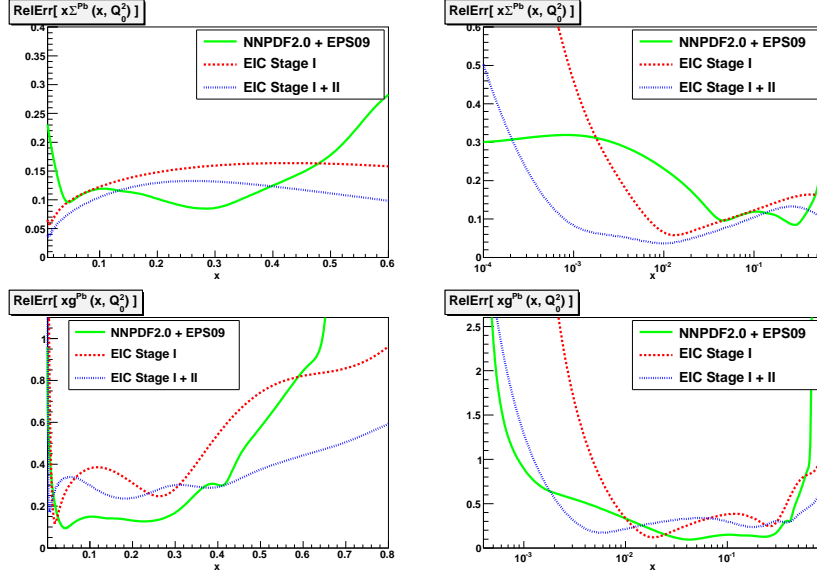 RelErr[ xΣ^Pb (x, Q_0^2) ]
NNPDF2.0 + EPS09
EIC Stage I
EIC Stage I + II
0.4
0.35
0.3
0.25
0.2
0.15
0.1
0.05
0
0.1 0.2 0.3 0.4 0.5 0.6
x
RelErr[ xΣ^Pb (x, Q_0^2) ]
NNPDF2.0 + EPS09
EIC Stage I
EIC Stage I + II
0.6
0.5
0.4
0.3
0.2
0.1
0
10^-4 10^-3 10^-2 10^-1
x
RelErr[ xg^Pb (x, Q_0^2) ]
NNPDF2.0 + EPS09
EIC Stage I
EIC Stage I + II
1
0.8
0.6
0.4
0.2
0
0.1 0.2 0.3 0.4 0.5 0.6 0.7 0.8
x
RelErr[ xg^Pb (x, Q_0^2) ]
NNPDF2.0 + EPS09
EIC Stage I
EIC Stage I + II
2.5
2
1.5
1
0.5
0
10^-3 10^-2 10^-1
x